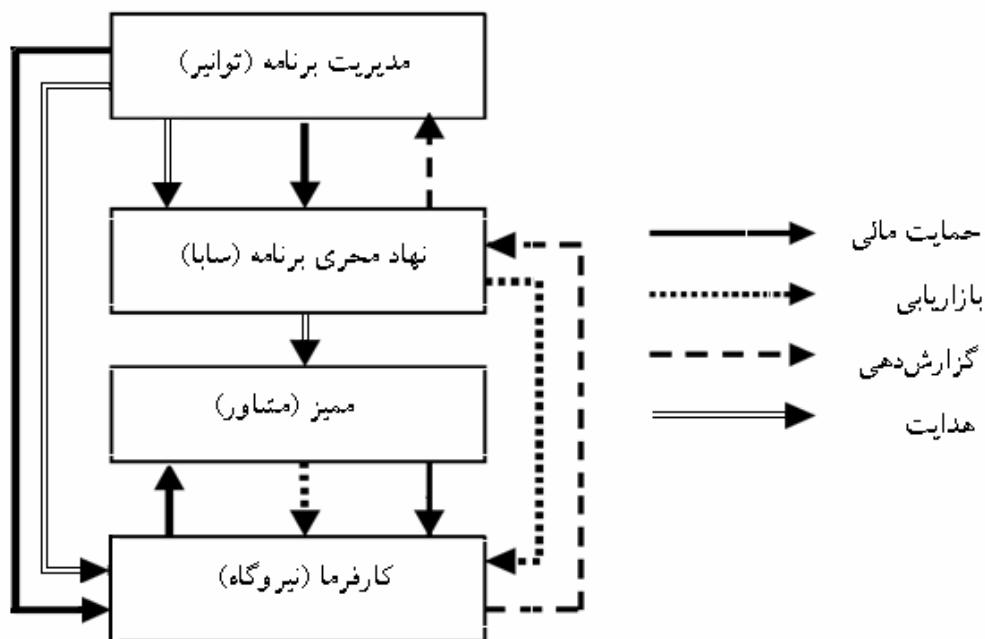 مدیریت برنامه (توانیر)
نهاد مجری برنامه (سابا)
ممیز (مشاور)
کارفرما (نیروگاه)
حمایت مالی
بازاریابی
گزارش‌دهی
هدایت